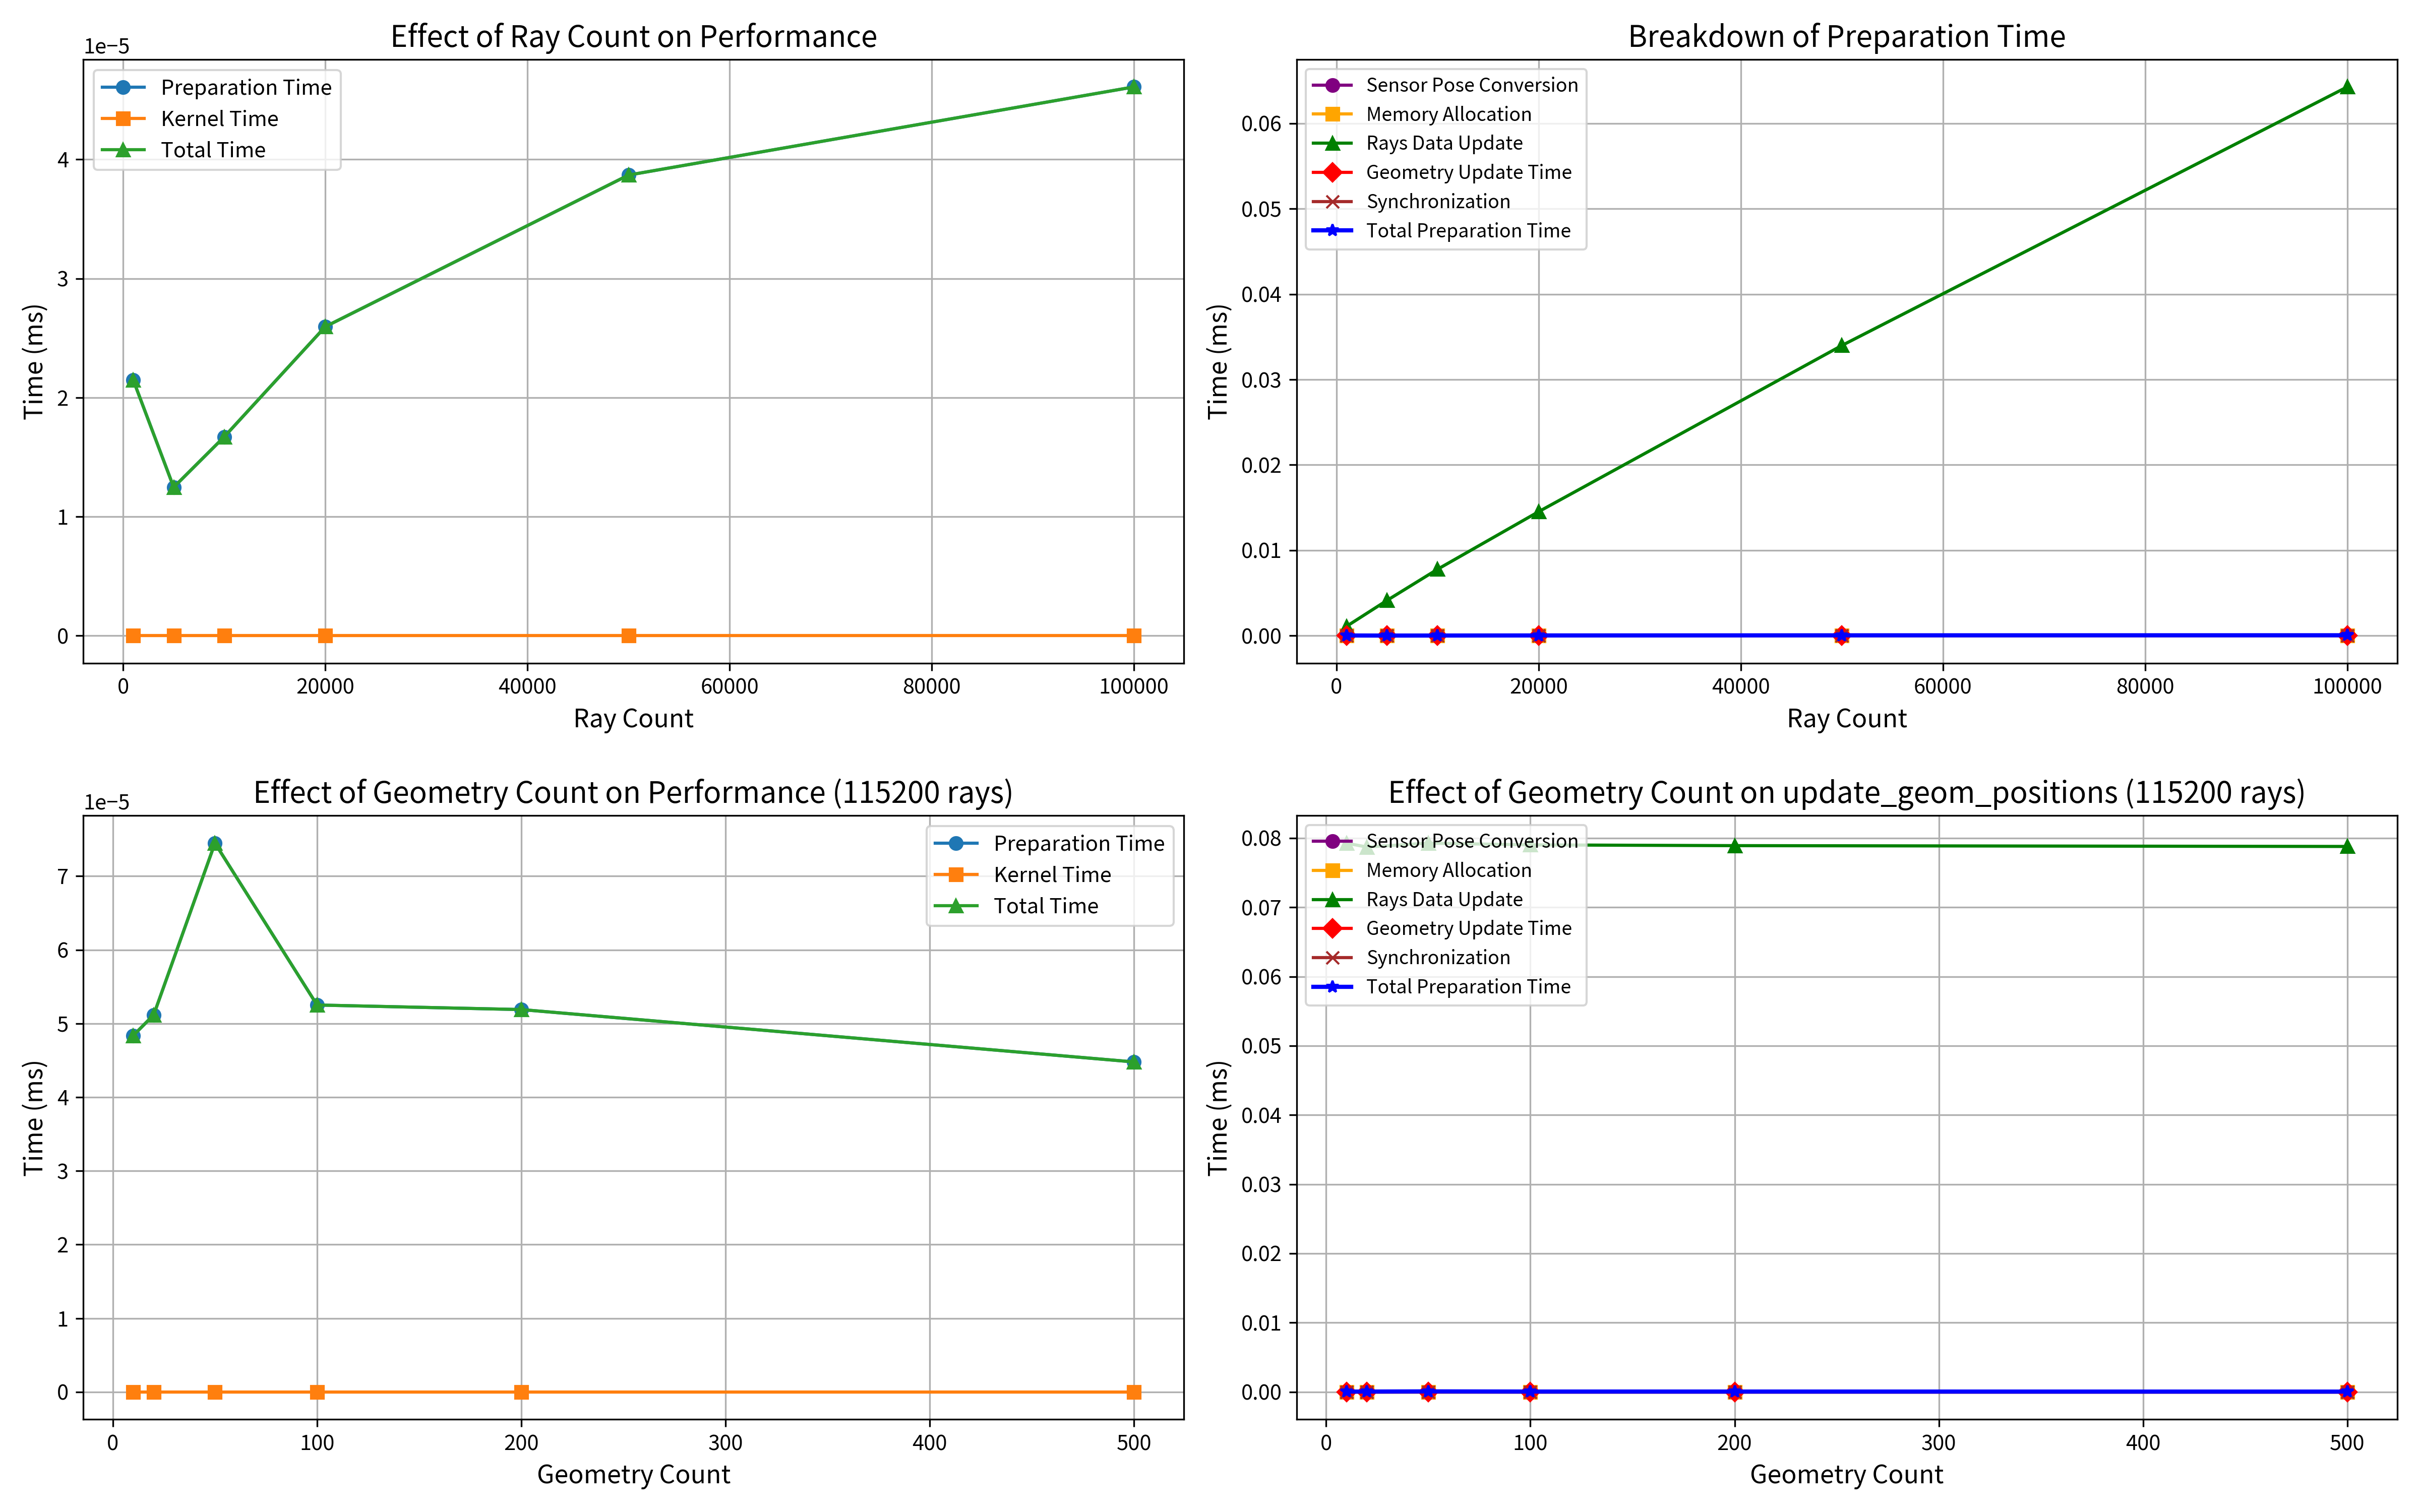 Effect of Ray Count on Performance
1e−5
Preparation Time
Kernel Time
Total Time
4
3
2
1
0
Time (ms)
0 20000 40000 60000 80000 100000
Ray Count
Breakdown of Preparation Time
Sensor Pose Conversion
Memory Allocation
Rays Data Update
Geometry Update Time
Synchronization
Total Preparation Time
0.06
0.05
0.04
0.03
0.02
0.01
0.00
Time (ms)
0 20000 40000 60000 80000 100000
Ray Count
Effect of Geometry Count on Performance (115200 rays)
1e−5
Preparation Time
Kernel Time
Total Time
7
6
5
4
3
2
1
0
Time (ms)
0 100 200 300 400 500
Geometry Count
Effect of Geometry Count on update_geom_positions (115200 rays)
Sensor Pose Conversion
Memory Allocation
Rays Data Update
Geometry Update Time
Synchronization
Total Preparation Time
0.08
0.07
0.06
0.05
0.04
0.03
0.02
0.01
0.00
Time (ms)
0 100 200 300 400 500
Geometry Count